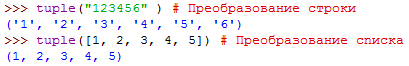 >>> tuple("123456" ) # Преобразование строки
('1', '2', '3', '4', '5', '6')
>>> tuple([1, 2, 3, 4, 5]) # Преобразование списка
(1, 2, 3, 4, 5)